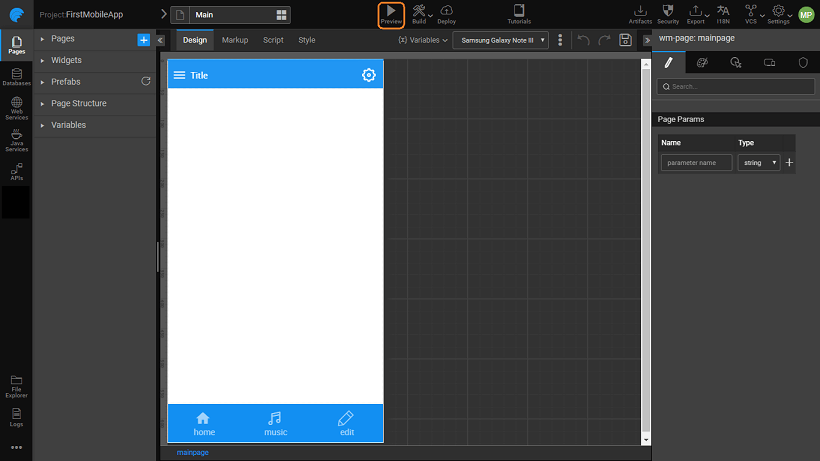 Project:FirstMobileApp
Main
Preview
Build
Deploy
Tutorials
Artifacts
Security
Export
I18N
VCS
Settings
MP
Pages
Databases
Web
Services
Java
Services
APIs
File
Explorer
Logs
Pages
Widgets
Prefabs
Page Structure
Variables
Design
Markup
Script
Style
(x) Variables
Samsung Galaxy Note III
Title
home
music
edit
mainpage
wm-page: mainpage
Search...
Page Params
Name
Type
parameter name
string